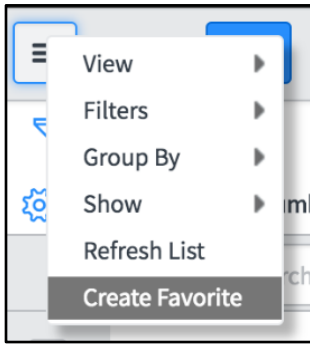 View
Filters
Group By
Show
Refresh List
Create Favorite